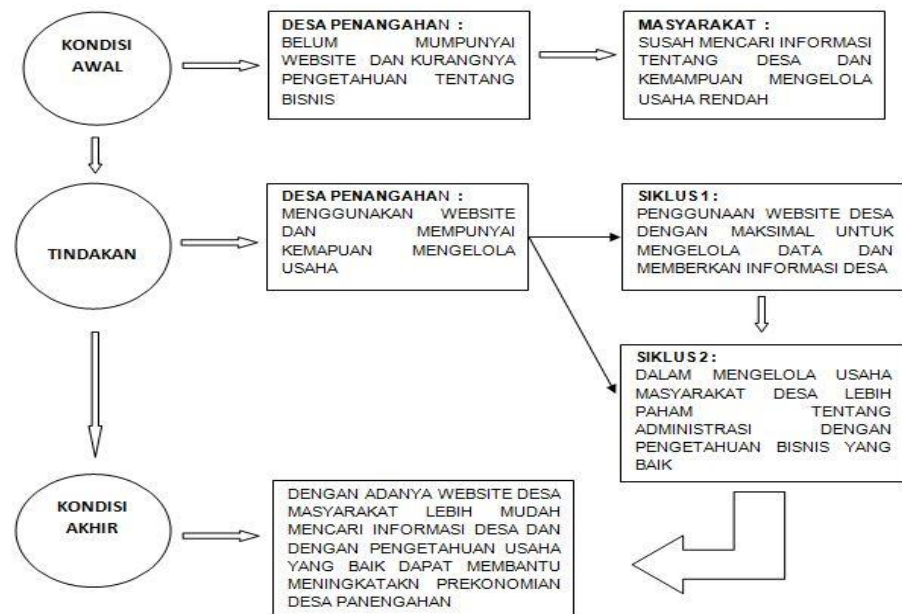 KONDISI
AWAL
DESA PENANGAHAN :
BELUM MUMPUNYAI
WEBSITE DAN KURANGNYA
PENGETAHUAN TENTANG
BISNIS
MASYARAKAT :
SUSAH MENCARI INFORMASI
TENTANG DESA DAN
KEMAMPUAN MENGELOLA
USAHA RENDAH
TINDAKAN
DESA PENANGAHAN :
MENGGUNAKAN WEBSITE
DAN MEMPUNYAI
KEMAPUAN MENGELOLA
USAHA
SIKLUS 1 :
PENGGUNAAN WEBSITE DESA
DENGAN MAKSIMAL UNTUK
MENGELOLA DATA DAN
MEMBERKAN INFORMASI DESA
SIKLUS 2 :
DALAM MENGELOLA USAHA
MASYARAKAT DESA LEBIH
PAHAM TENTANG
ADMINISTRASI DENGAN
PENGETAHUAN BISNIS YANG
BAIK
KONDISI
AKHIR
DENGAN ADANYA WEBSITE DESA
MASYARAKAT LEBIH MUDAH
MENCARI INFORMASI DESA DAN
DENGAN PENGETAHUAN USAHA
YANG BAIK DAPAT MEMBANTU
MENINGKATAKN PREKONOMIAN
DESA PANENGAHAN